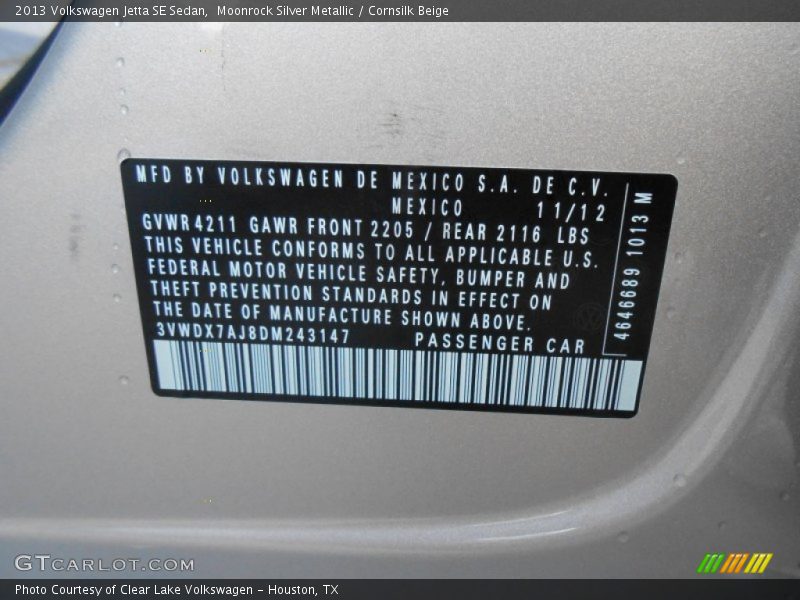 2013 Volkswagen Jetta SE Sedan,  Moonrock Silver Metallic / Cornsilk Beige
MFD BY VOLKSWAGEN DE MEXICO S.A. DE C.V.
MEXICO 11/12
GVWR 4211 GAWR FRONT 2205 / REAR 2116 LBS
THIS VEHICLE CONFORMS TO ALL APPLICABLE U.S.
FEDERAL MOTOR VEHICLE SAFETY, BUMPER AND
THEFT PREVENTION STANDARDS IN EFFECT ON
THE DATE OF MANUFACTURE SHOWN ABOVE.
3VWDX7AJ8DM243147 PASSENGER CAR
4646689 1013 M
GTCARLOT.COM
Photo Courtesy of Clear Lake Volkswagen - Houston, TX